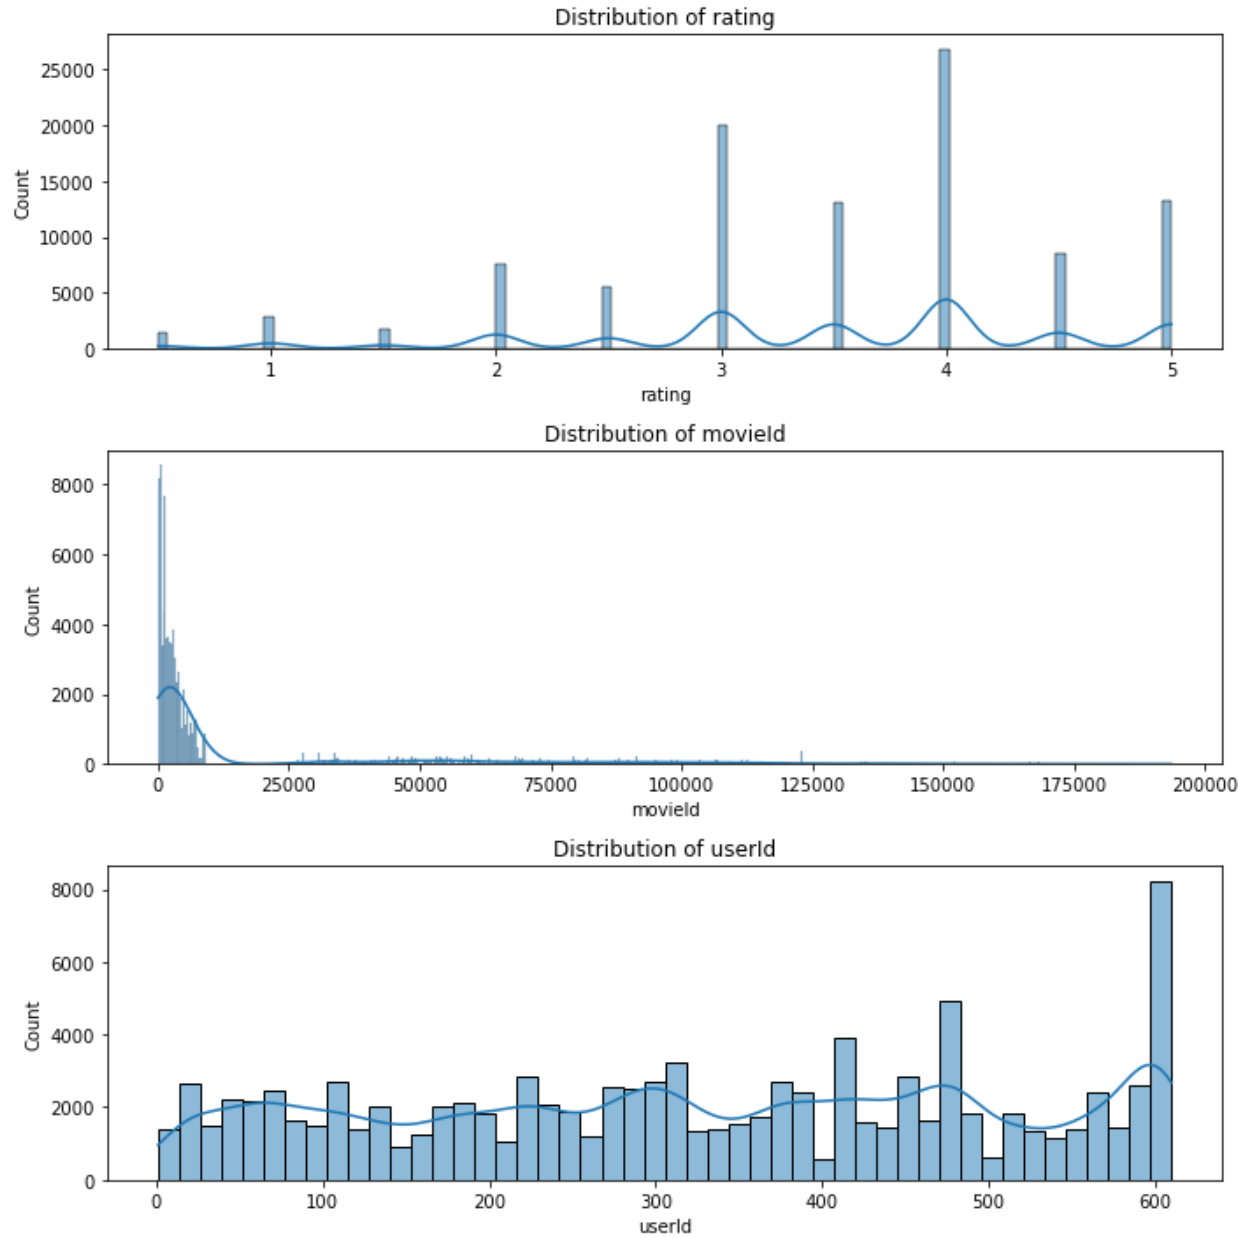 Distribution of rating
25000
20000
15000
10000
5000
0
Count
1 2 3 4 5
rating
Distribution of movieId
8000
6000
4000
2000
0
Count
0 25000 50000 75000 100000 125000 150000 175000 200000
movieId
Distribution of userId
8000
6000
4000
2000
0
Count
0 100 200 300 400 500 600
userId